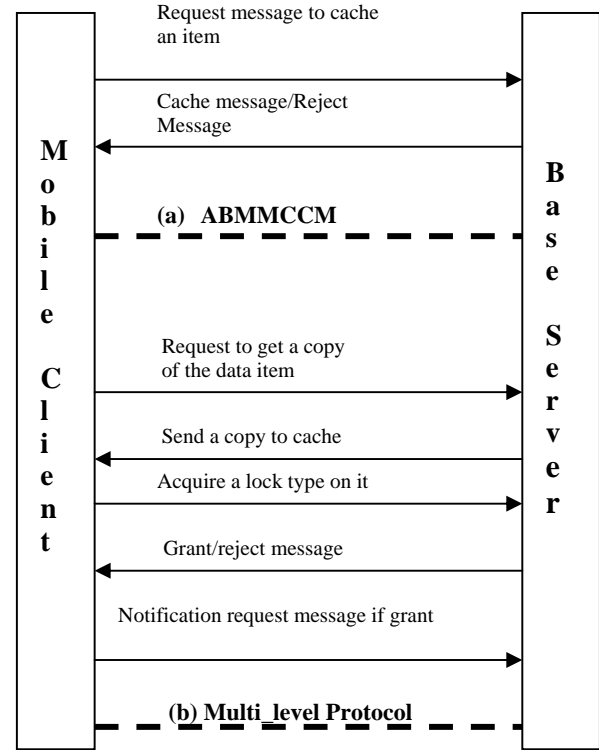 Request message to cache
an item
Cache message/Reject
Message
Mobile Client
Base Server
(a) ABMMCCM
Request to get a copy
of the data item
Send a copy to cache
Acquire a lock type on it
Grant/reject message
Notification request message if grant
(b) Multi_level Protocol